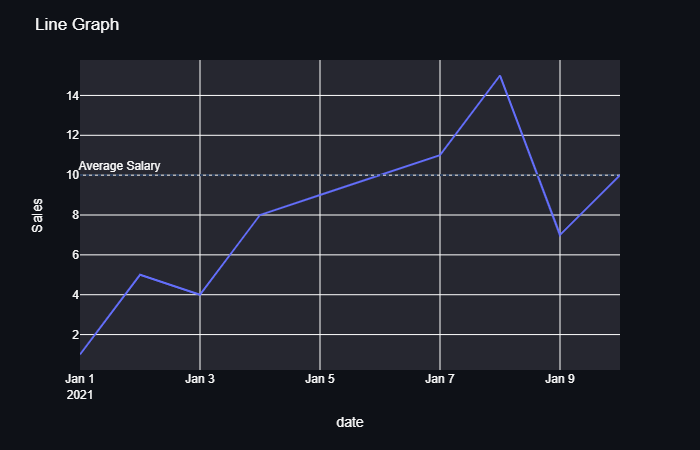 Line Graph
14
12
Average Salary
10
8
6
4
2
Sales
Jan 1
2021
Jan 3
Jan 5
Jan 7
Jan 9
date